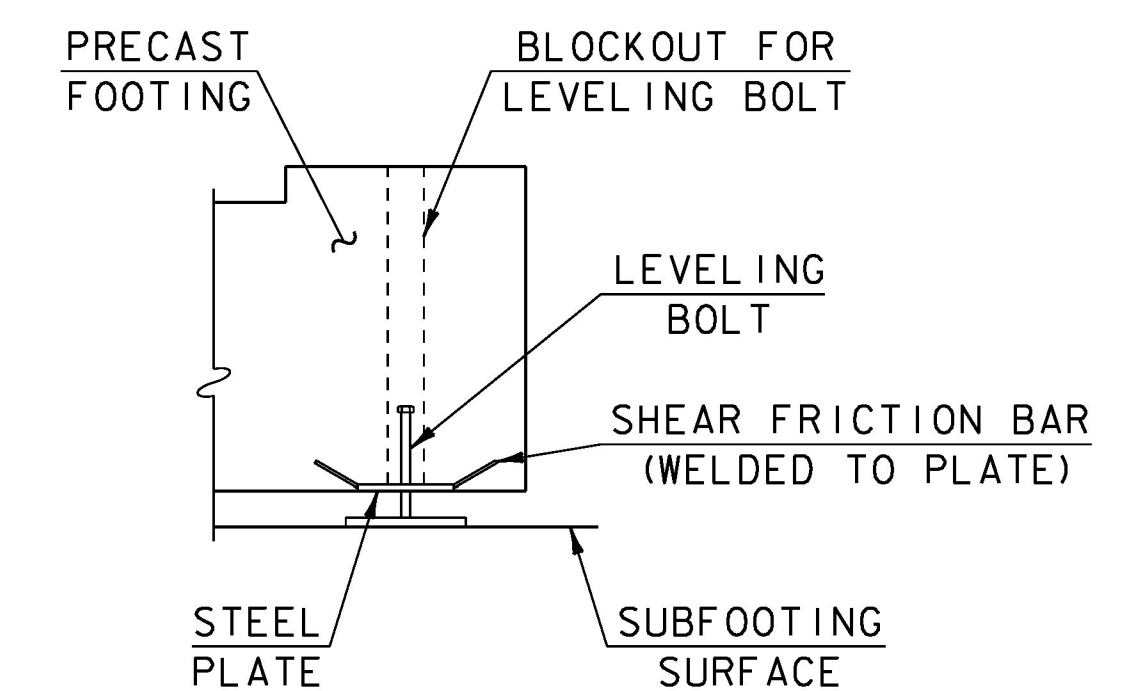 PRECAST
FOOTING
BLOCKOUT FOR
LEVELING BOLT
LEVELING
BOLT
SHEAR FRICTION BAR
(WELDED TO PLATE)
STEEL
PLATE
SUBFOOTING
SURFACE